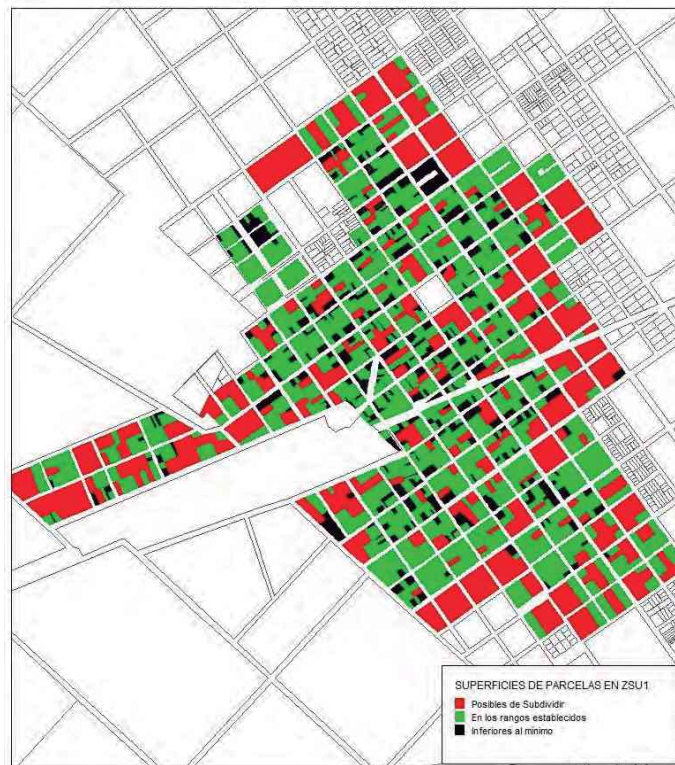 SUPERFICIES DE PARCELAS EN ZSU1
Posibles de Subdividir
En los rangos establecidos
Inferiores al mínimo